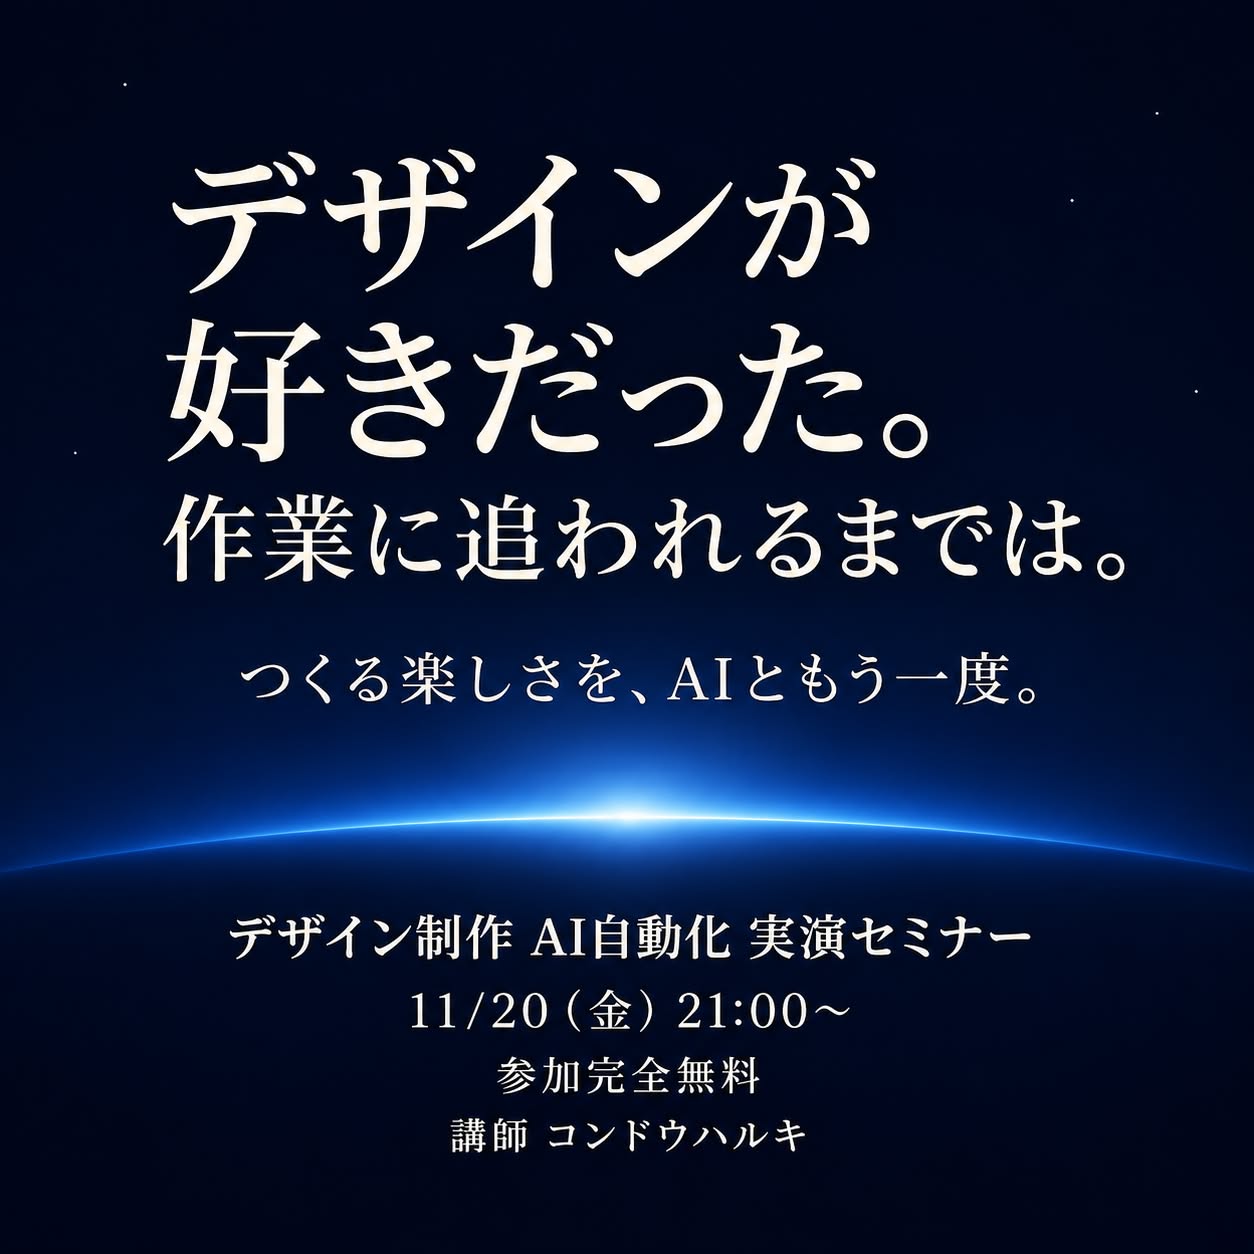 デザインが
好きだった。
作業に追われるまでは。
つくる楽しさを、AIともう一度。
デザイン制作 AI自動化 実演セミナー
11/20（金）21:00〜
参加完全無料
講師 コンドウハルキ